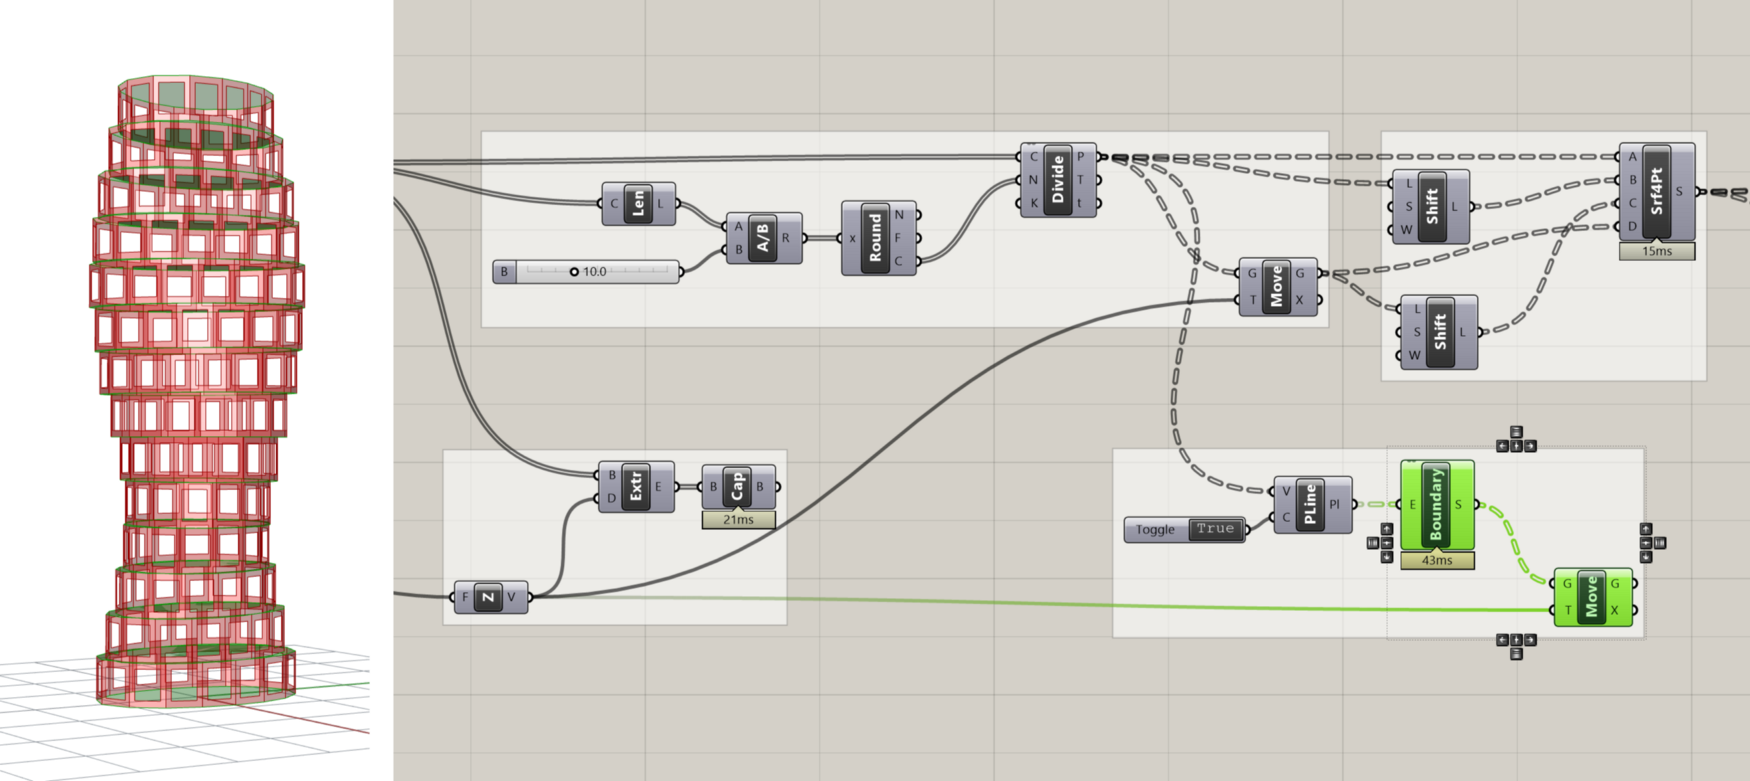 C
N
K
Divide
P
T
t
C
Len
L
A
B
A/B
R
x
Round
N
F
C
B
10.0
G
T
Move
G
X
L
S
W
Shift
L
A
B
C
D
Srf4Pt
S
15ms
L
S
W
Shift
L
B
D
Extr
E
B
Cap
B
21ms
F
Z
V
Toggle
True
V
C
PLine
Pl
E
Boundary
S
43ms
G
T
Move
G
X